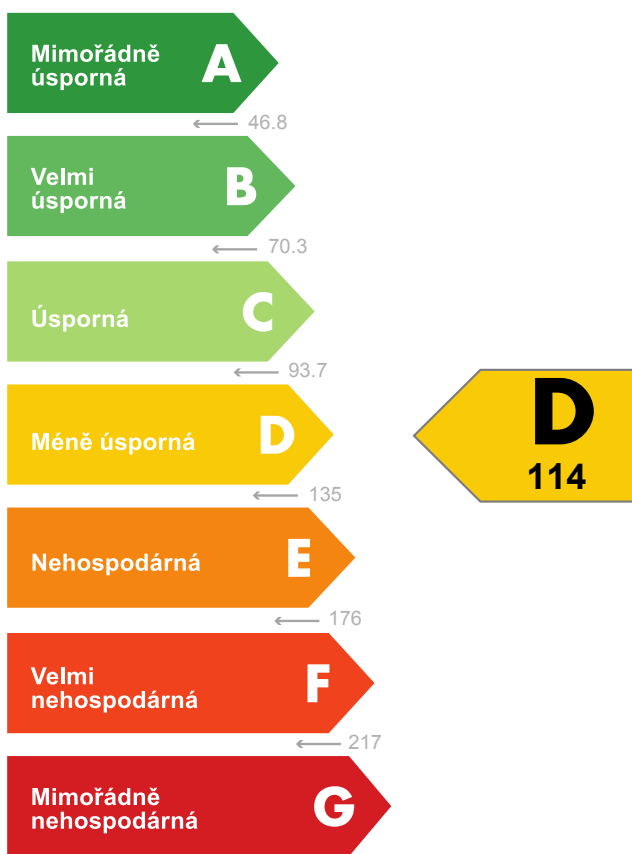 Mimořádně
úsporná
A
46.8
Velmi
úsporná
B
70.3
Úsporná
C
93.7
Méně úsporná
D
135
D
114
Nehospodárná
E
176
Velmi
nehospodárná
F
217
Mimořádně
nehospodárná
G